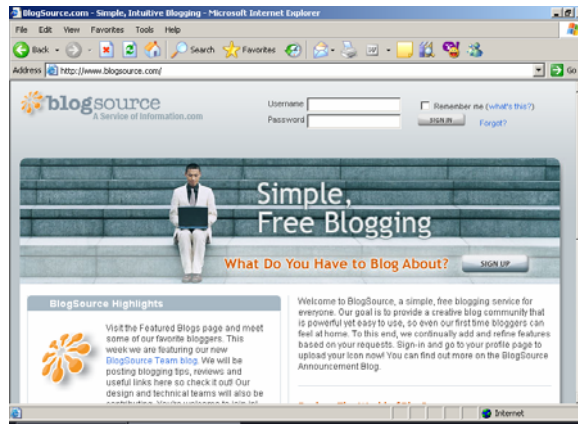 BlogSource.com - Simple, Intuitive Blogging - Microsoft Internet Explorer
File Edit View Favorites Tools Help
Back Search Favorites
Address http://www.blogsource.com/ Go
blogsource
A Service of Information.com
Username
Remember me (what's this?)
Password
SIGN IN Forgot?
Simple,
Free Blogging
What Do You Have to Blog About? SIGN UP
BlogSource Highlights
Visit the Featured Blogs page and meet
some of our favorite bloggers. This
week we are featuring our new
BlogSource Team blog. We will be
posting blogging tips, reviews and
useful links here so check it out! Our
design and technical teams will also be
Welcome to BlogSource, a simple, free blogging service for
everyone. Our goal is to provide a creative blog community that
is powerful yet easy to use, so even our first time bloggers can
feel at home. To this end, we continually add and refine features
based on your requests. Sign-in and go to your profile page to
upload your icon now! You can find out more on the BlogSource
Announcement Blog.
Internet